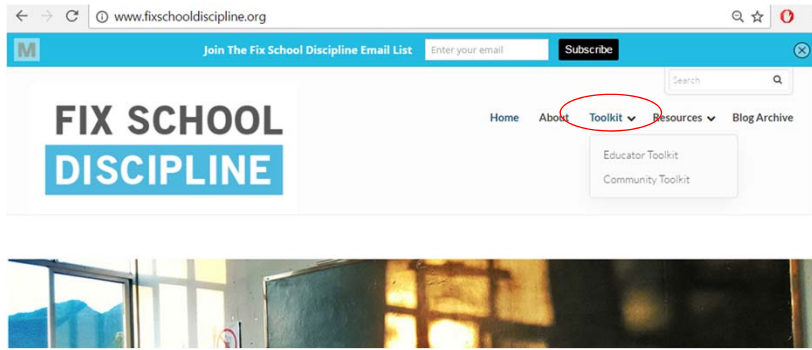 www.fixschooldiscipline.org
M
Join The Fix School Discipline Email List Enter your email Subscribe
Search
FIX SCHOOL
DISCIPLINE
Home About Toolkit Resources Blog Archive
Educator Toolkit
Community Toolkit